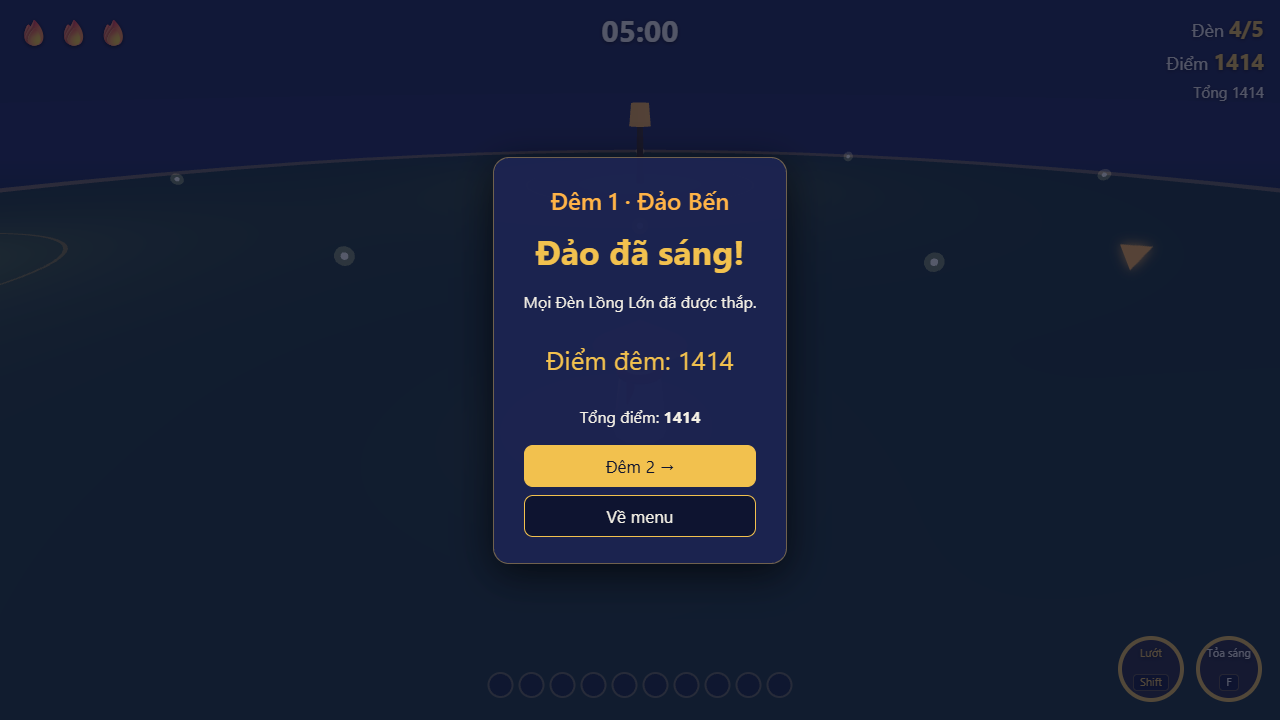 05:00
Đèn 4/5
Điểm 1414
Tổng 1414
Đêm 1 · Đảo Bến
Đảo đã sáng!
Mọi Đèn Lồng Lớn đã được thắp.
Điểm đêm: 1414
Tổng điểm: 1414
Đêm 2 →
Về menu
Lướt
Shift
Tỏa sáng
F